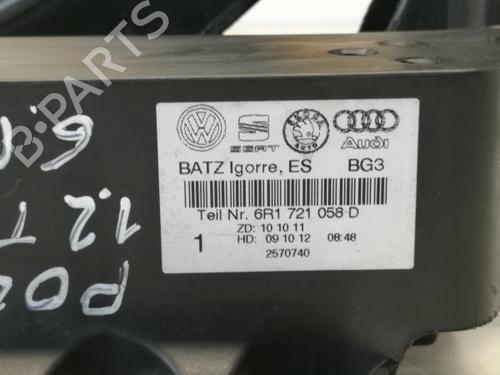 B-PARTS
SEAT
Audi
BATZ Igorre, ES BG3
Teil Nr. 6R1 721 058 D
ZD: 10 10 11
1 HD: 09 10 12 08:48
2570740
1.2 T